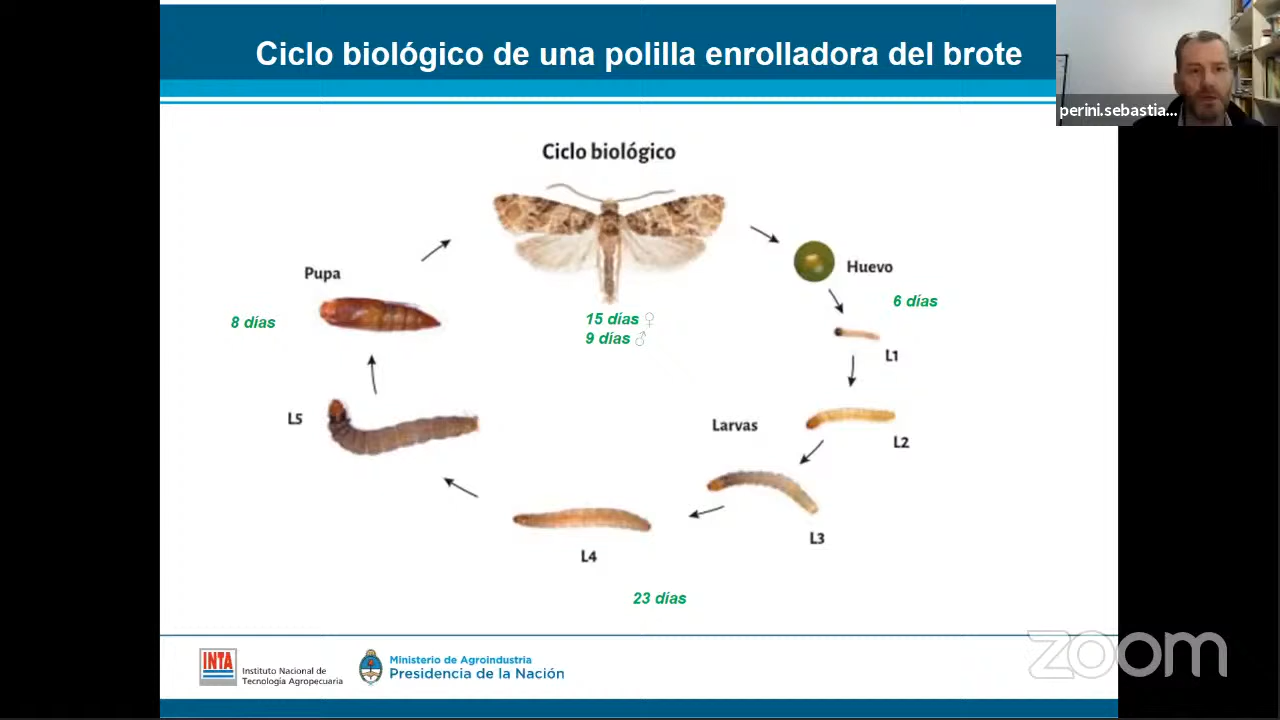 Ciclo biológico de una polilla enrolladora del brote
perini.sebastia...
Ciclo biológico
Huevo
Pupa
6 días
8 días
15 días ♀
9 días ♂
L1
L5
Larvas
L2
L3
L4
23 días
INTA
Instituto Nacional de
Tecnología Agropecuaria
Ministerio de Agroindustria
Presidencia de la Nación
zoom